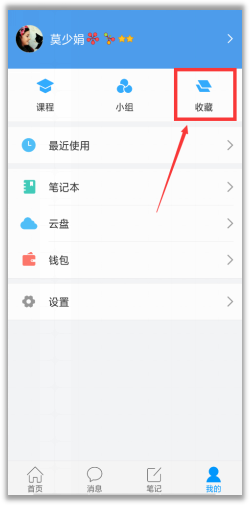 莫少娟
课程 小组 收藏
最近使用
笔记本
云盘
钱包
设置
首页 消息 笔记 我的